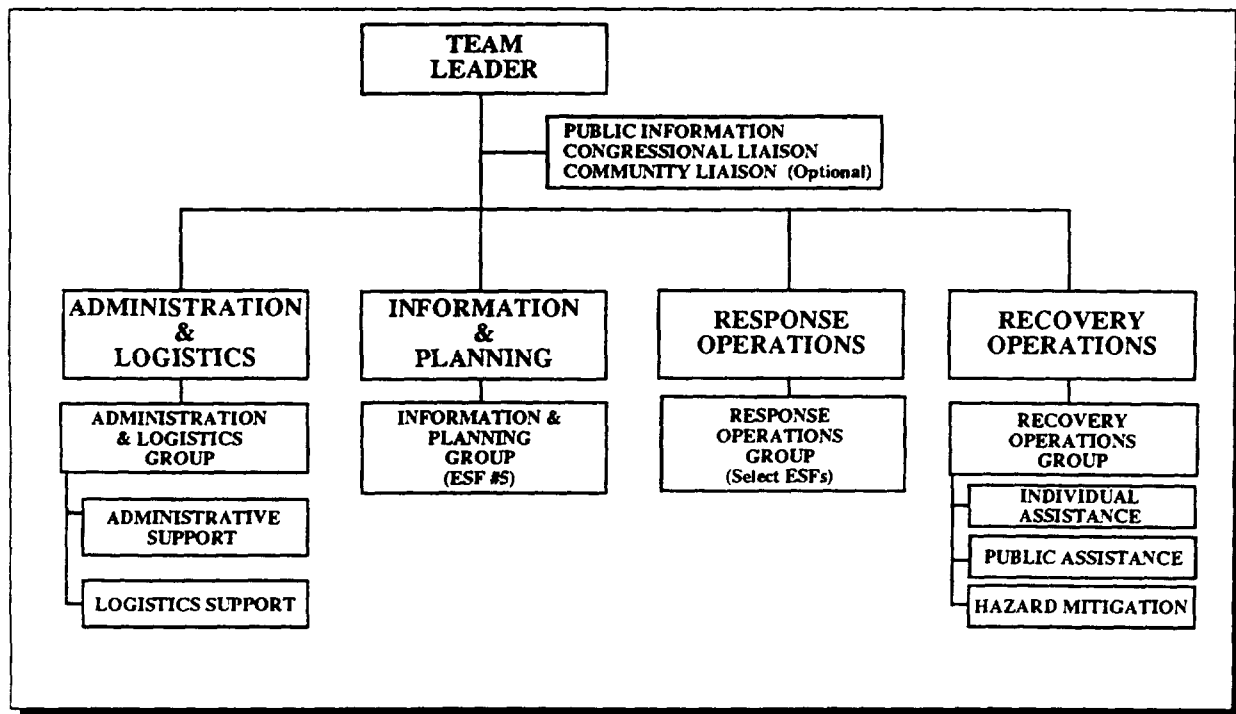 TEAM
LEADER
PUBLIC INFORMATION
CONGRESSIONAL LIAISON
COMMUNITY LIAISON (Optional)
ADMINISTRATION
&
LOGISTICS
INFORMATION
&
PLANNING
RESPONSE
OPERATIONS
RECOVERY
OPERATIONS
ADMINISTRATION
& LOGISTICS
GROUP
INFORMATION &
PLANNING
GROUP
(ESF #5)
RESPONSE
OPERATIONS
GROUP
(Select ESFs)
RECOVERY
OPERATIONS
GROUP
ADMINISTRATIVE
SUPPORT
LOGISTICS SUPPORT
INDIVIDUAL
ASSISTANCE
PUBLIC ASSISTANCE
HAZARD MITIGATION